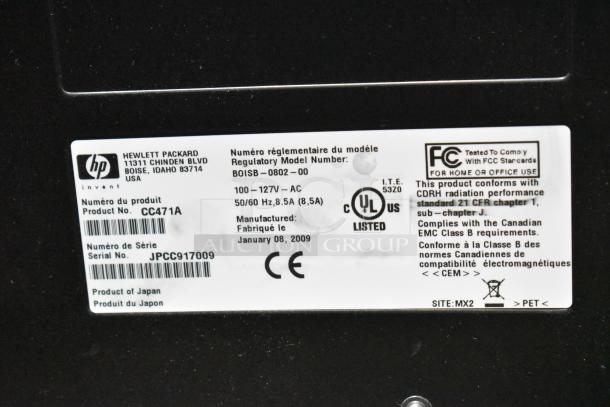 hp
invent
HEWLETT PACKARD
11311 CHINDEN BLVD
BOISE, IDAHO 83714
USA
Numéro du produit
Product No. CC471A
Numéro de Série
Serial No. JPCC917009
Product of Japan
Produit du Japon
Numéro réglementaire du modèle
Regulatory Model Number:
BOISB-0802-00
100-127V-AC
50/60 Hz,8.5A (8,5A)
Manufactured:
Fabriqué le
January 08, 2009
CE
I.T.E.
53Z0
C UL US
LISTED
FC Tested To Comply
With FCC Standards
FOR HOME OR OFFICE USE
This product conforms with
CDRH radiation performance
standard 21 CFR chapter 1,
sub-chapter J.
Complies with the Canadian
EMC Class B requirements.
Conforme à la Classe B des
normes Canadiennes de
compatibilité électromagnétiques
<<CEM>>
SITE:MX2 >PET<
AUCTION GROUP